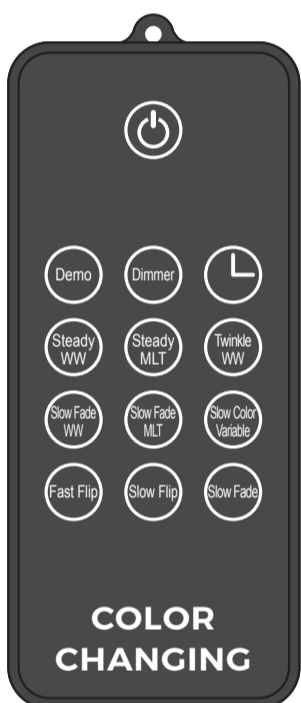 Demo
Dimmer
Steady
WW
Steady
MLT
Twinkle
WW
Slow Fade
WW
Slow Fade
MLT
Slow Color
Variable
Fast Flip
Slow Flip
Slow Fade
COLOR
CHANGING